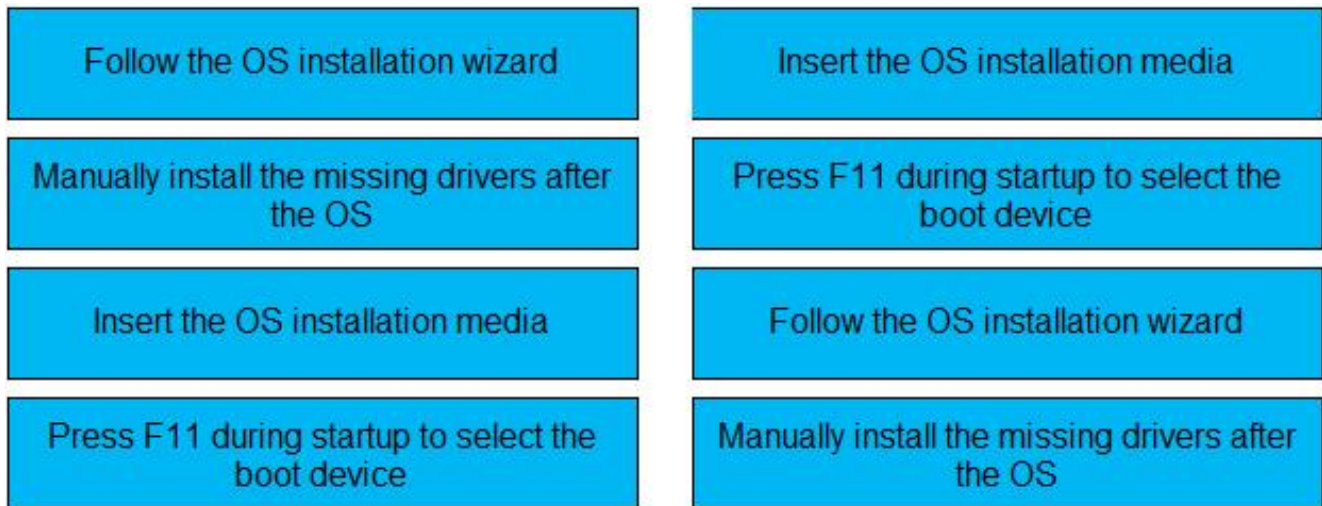 Follow the OS installation wizard
Manually install the missing drivers after
the OS
Insert the OS installation media
Press F11 during startup to select the
boot device
Insert the OS installation media
Press F11 during startup to select the
boot device
Follow the OS installation wizard
Manually install the missing drivers after
the OS